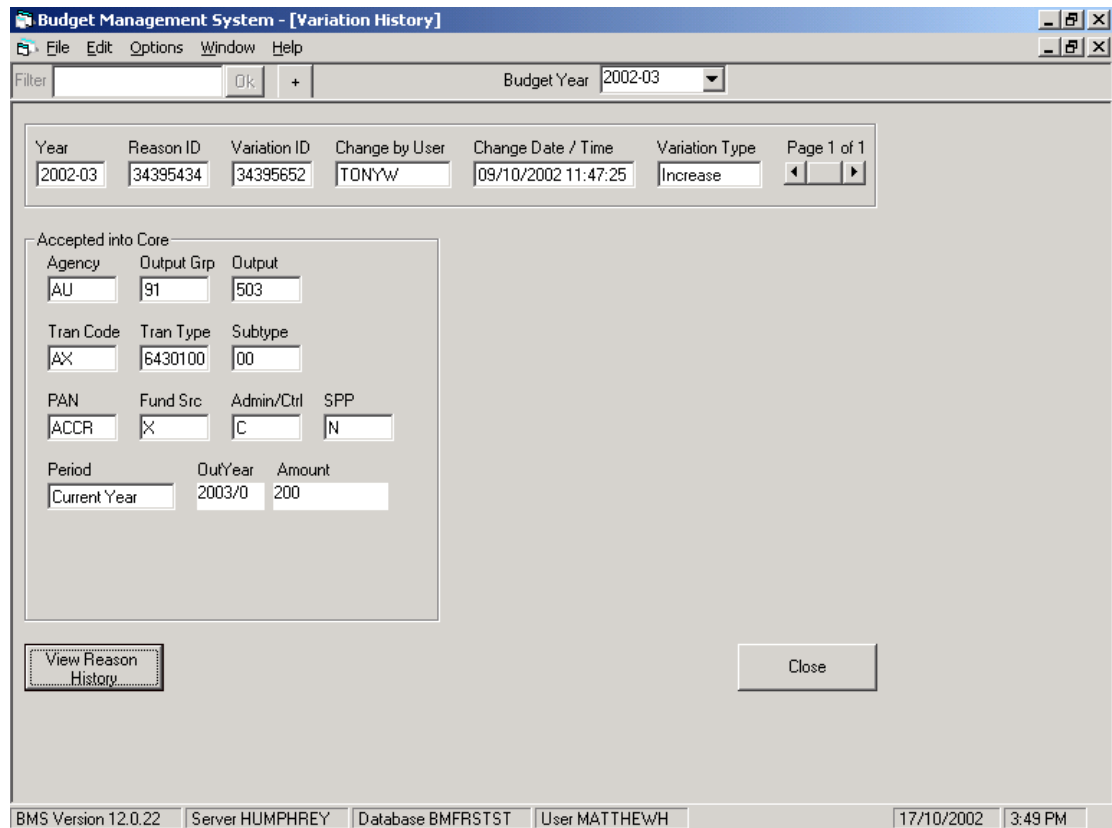 Budget Management System - [Variation History]
File Edit Options Window Help
Filter Ok + Budget Year 2002-03
Year Reason ID Variation ID Change by User Change Date / Time Variation Type Page 1 of 1
2002-03 34395434 34395652 TONYW 09/10/2002 11:47:25 Increase
Accepted into Core
Agency Output Grp Output
AU 91 503
Tran Code Tran Type Subtype
AX 6430100 00
PAN Fund Src Admin/Ctrl SPP
ACCR X C N
Period OutYear Amount
Current Year 2003/0 200
View Reason
History
Close
BMS Version 12.0.22 Server HUMPHREY Database BMFRSTST User MATTHEWH 17/10/2002 3:49 PM